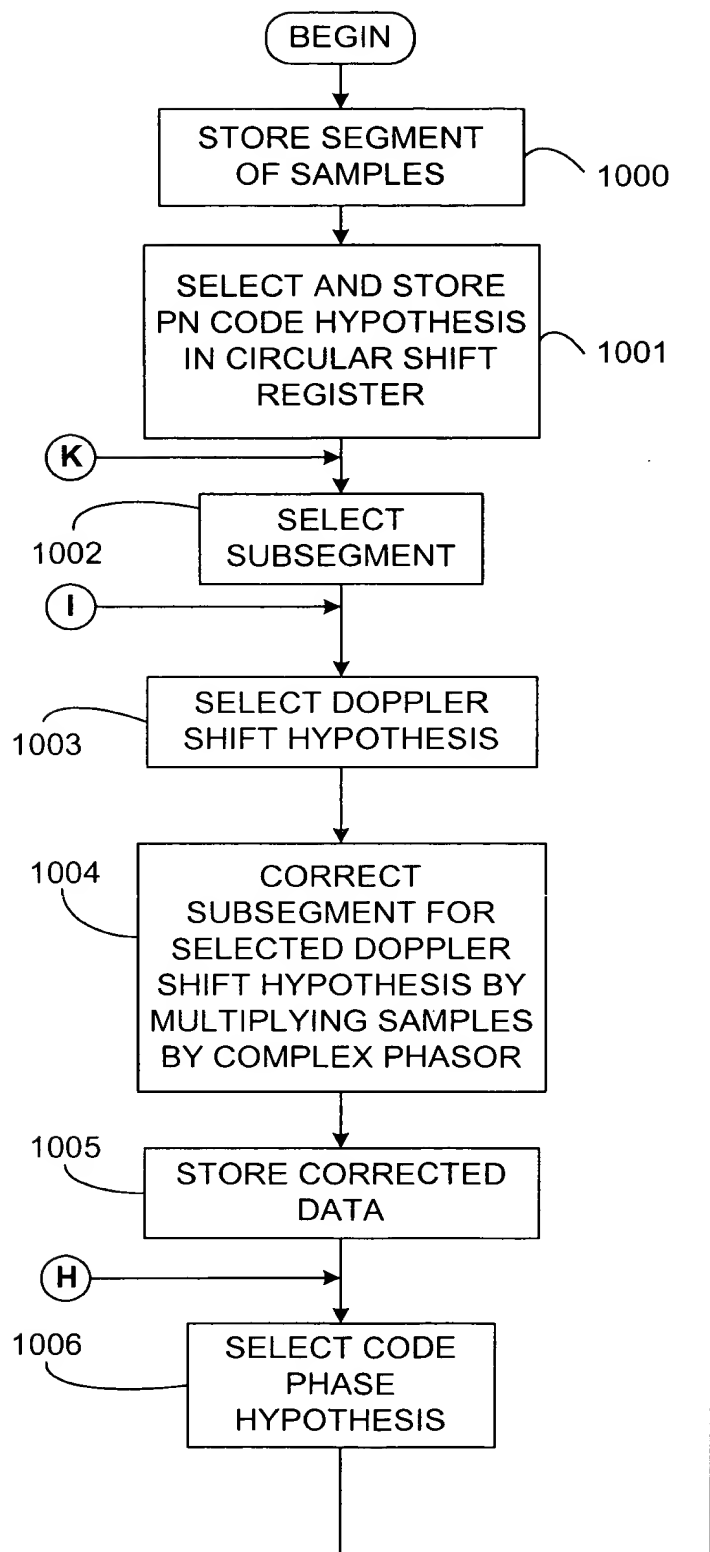 BEGIN
STORE SEGMENT
OF SAMPLES
1000
SELECT AND STORE
PN CODE HYPOTHESIS
IN CIRCULAR SHIFT
REGISTER
1001
K
SELECT
SUBSEGMENT
1002
I
SELECT DOPPLER
SHIFT HYPOTHESIS
1003
1004
CORRECT
SUBSEGMENT FOR
SELECTED DOPPLER
SHIFT HYPOTHESIS BY
MULTIPLYING SAMPLES
BY COMPLEX PHASOR
1005
STORE CORRECTED
DATA
H
1006
SELECT CODE
PHASE
HYPOTHESIS